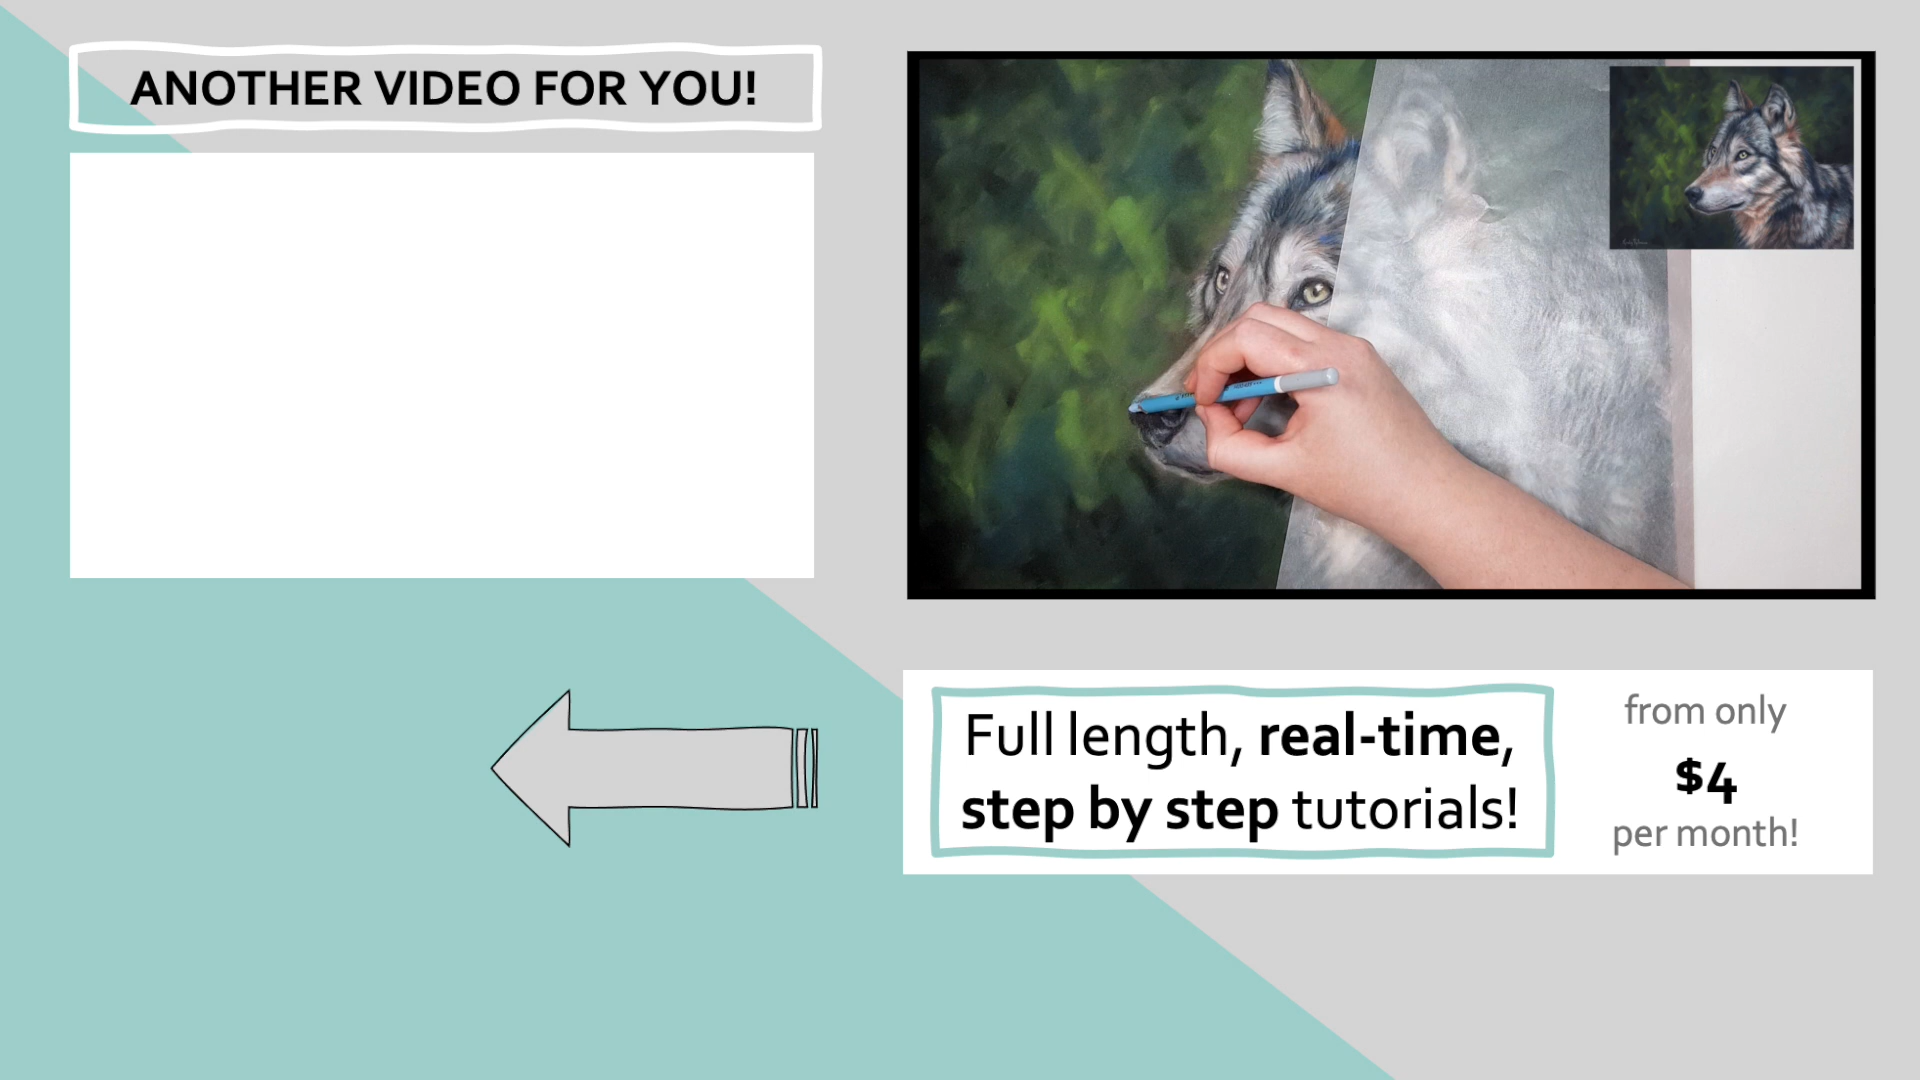 ANOTHER VIDEO FOR YOU!
Full length, real-time,
step by step tutorials!
from only
$4
per month!